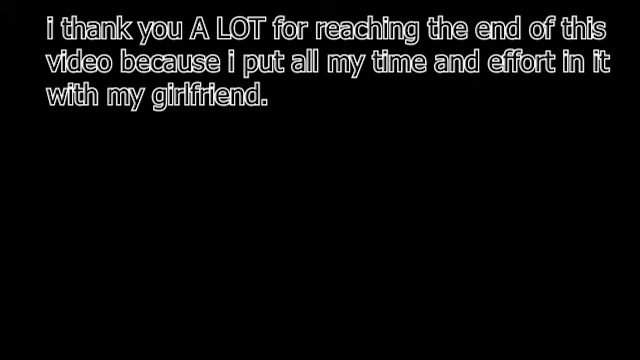 i thank you A LOT for reaching the end of this
video because i put all my time and effort in it
with my girlfriend.